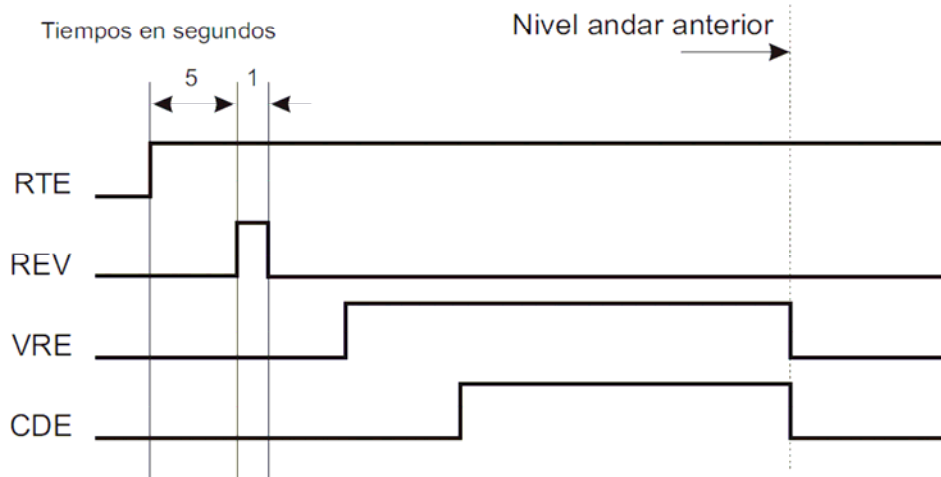 Tiempos en segundos
Nivel andar anterior
5
1
RTE
REV
VRE
CDE